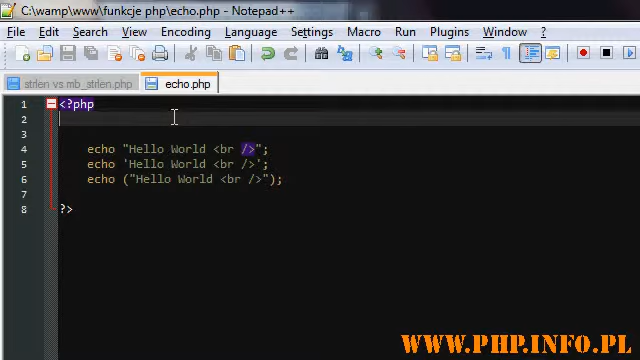 C:\wamp\www\funkcje php\echo.php - Notepad++
File Edit Search View Encoding Language Settings Macro Run Plugins Window ?
strlen vs mb_strlen.php echo.php
1 <?php
2
3
4 echo "Hello World <br />";
5 echo 'Hello World <br />';
6 echo ("Hello World <br />");
7
8 ?>
WWW.PHP.INFO.PL